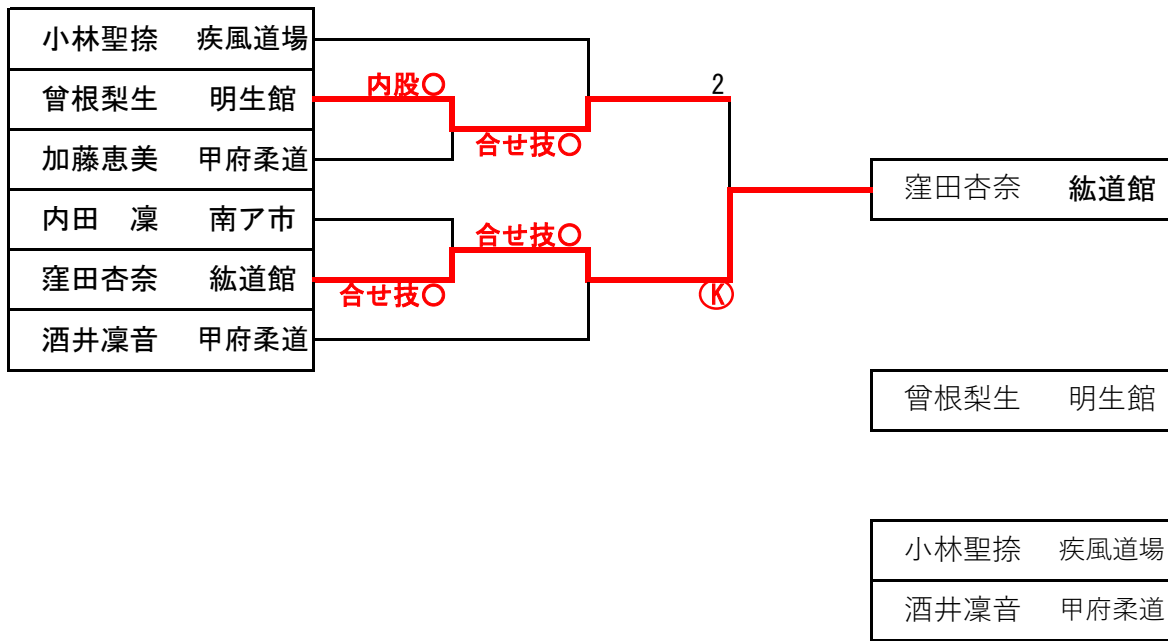 小林聖捺 疾風道場
曾根梨生 明生館
加藤恵美 甲府柔道
内田　凜 南ア市
窪田杏奈 紘道館
酒井凜音 甲府柔道
内股〇
合せ技〇
合せ技〇
合せ技〇
2
Ⓚ
窪田杏奈 紘道館
曾根梨生 明生館
小林聖捺 疾風道場
酒井凜音 甲府柔道